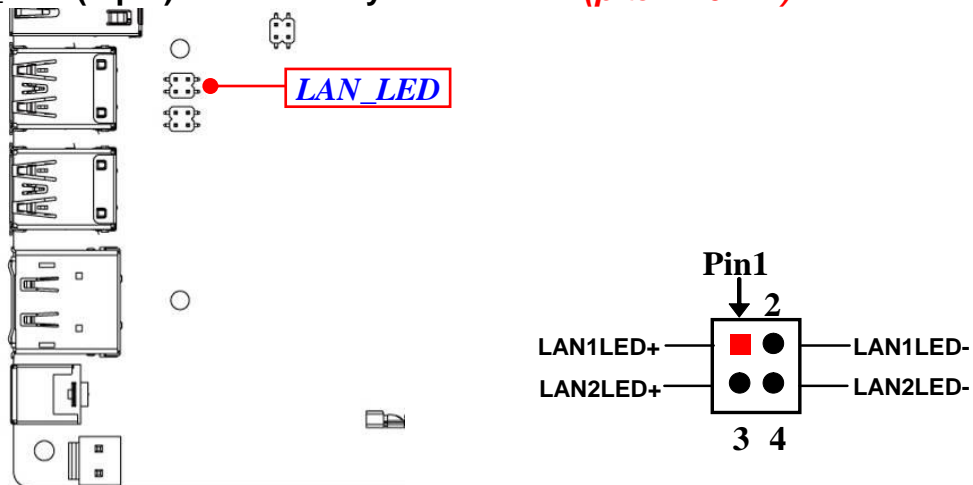 LAN_LED
Pin1
2
LAN1LED+
LAN1LED-
LAN2LED+
LAN2LED-
3 4